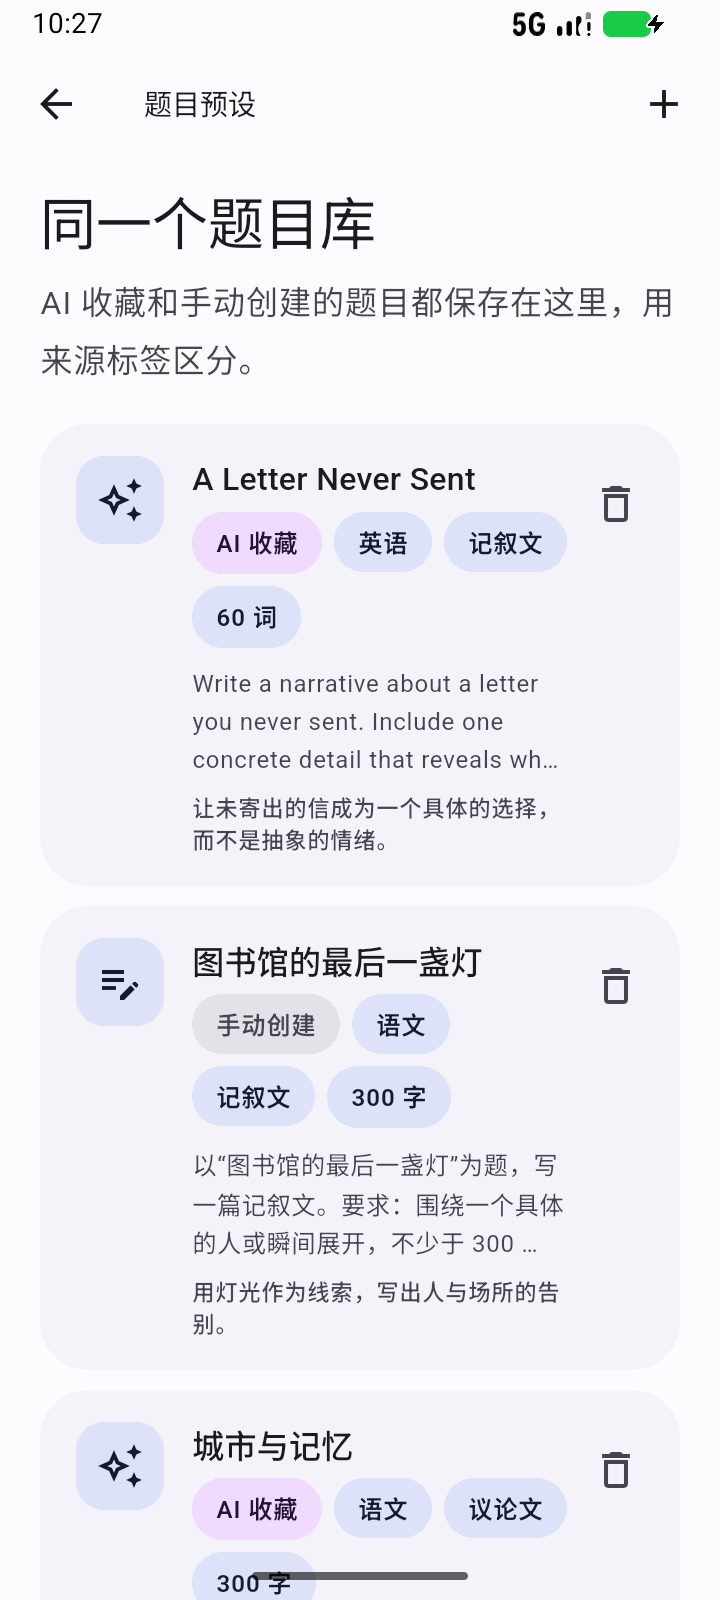 10:27
5G
题目预设
同一个题目库
AI 收藏和手动创建的题目都保存在这里，用
来源标签区分。
A Letter Never Sent
AI 收藏 英语 记叙文
60 词
Write a narrative about a letter
you never sent. Include one
concrete detail that reveals wh…
让未寄出的信成为一个具体的选择，
而不是抽象的情绪。
图书馆的最后一盏灯
手动创建 语文
记叙文 300 字
以“图书馆的最后一盏灯”为题，写
一篇记叙文。要求：围绕一个具体
的人或瞬间展开，不少于 300 …
用灯光作为线索，写出人与场所的告
别。
城市与记忆
AI 收藏 语文 议论文
300 字